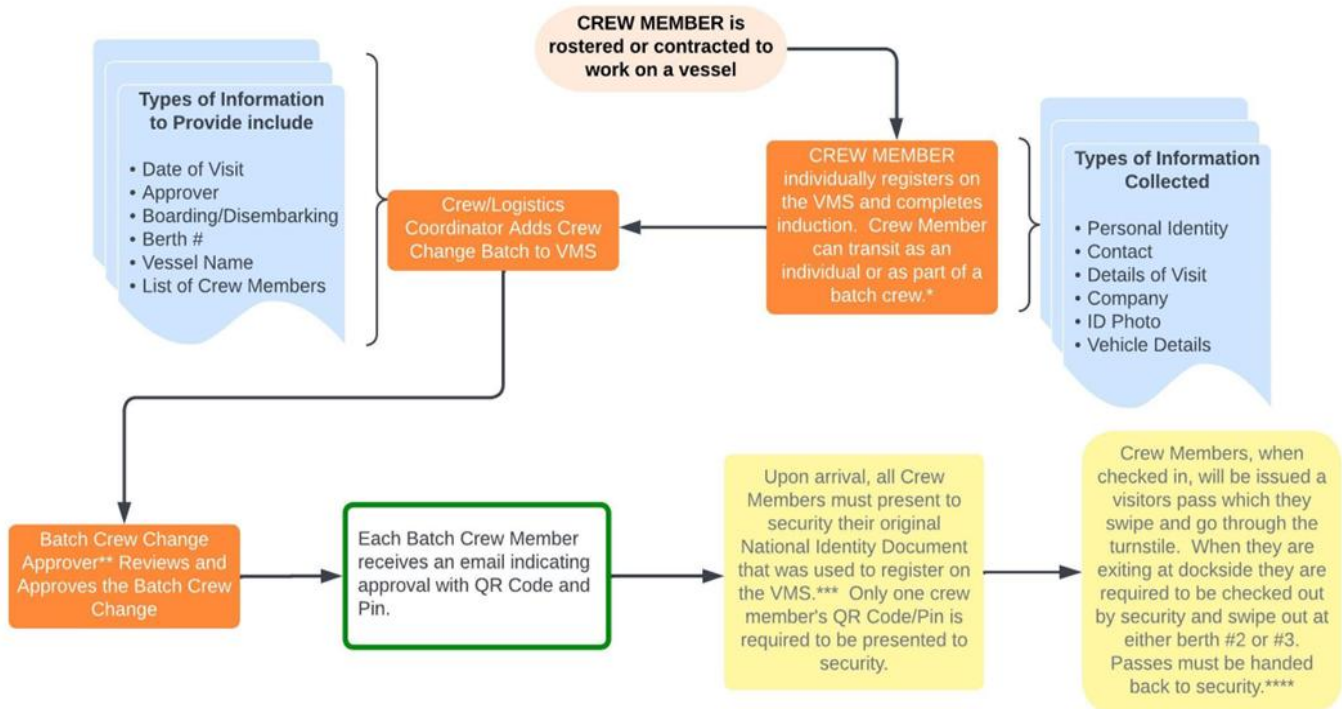 CREW MEMBER is
rostered or contracted to
work on a vessel
Types of Information
to Provide include
• Date of Visit
• Approver
• Boarding/Disembarking
• Berth #
• Vessel Name
• List of Crew Members
Crew/Logistics
Coordinator Adds Crew
Change Batch to VMS
CREW MEMBER
individually registers on
the VMS and completes
induction. Crew Member
can transit as an
individual or as part of a
batch crew.*
Types of Information
Collected
• Personal Identity
• Contact
• Details of Visit
• Company
• ID Photo
• Vehicle Details
Batch Crew Change
Approver** Reviews and
Approves the Batch Crew
Change
Each Batch Crew Member
receives an email indicating
approval with QR Code and
Pin.
Upon arrival, all Crew
Members must present to
security their original
National Identity Document
that was used to register on
the VMS.*** Only one crew
member's QR Code/Pin is
required to be presented to
security.
Crew Members, when
checked in, will be issued a
visitors pass which they
swipe and go through the
turnstile. When they are
exiting at dockside they are
required to be checked out
by security and swipe out at
either berth #2 or #3.
Passes must be handed
back to security.****